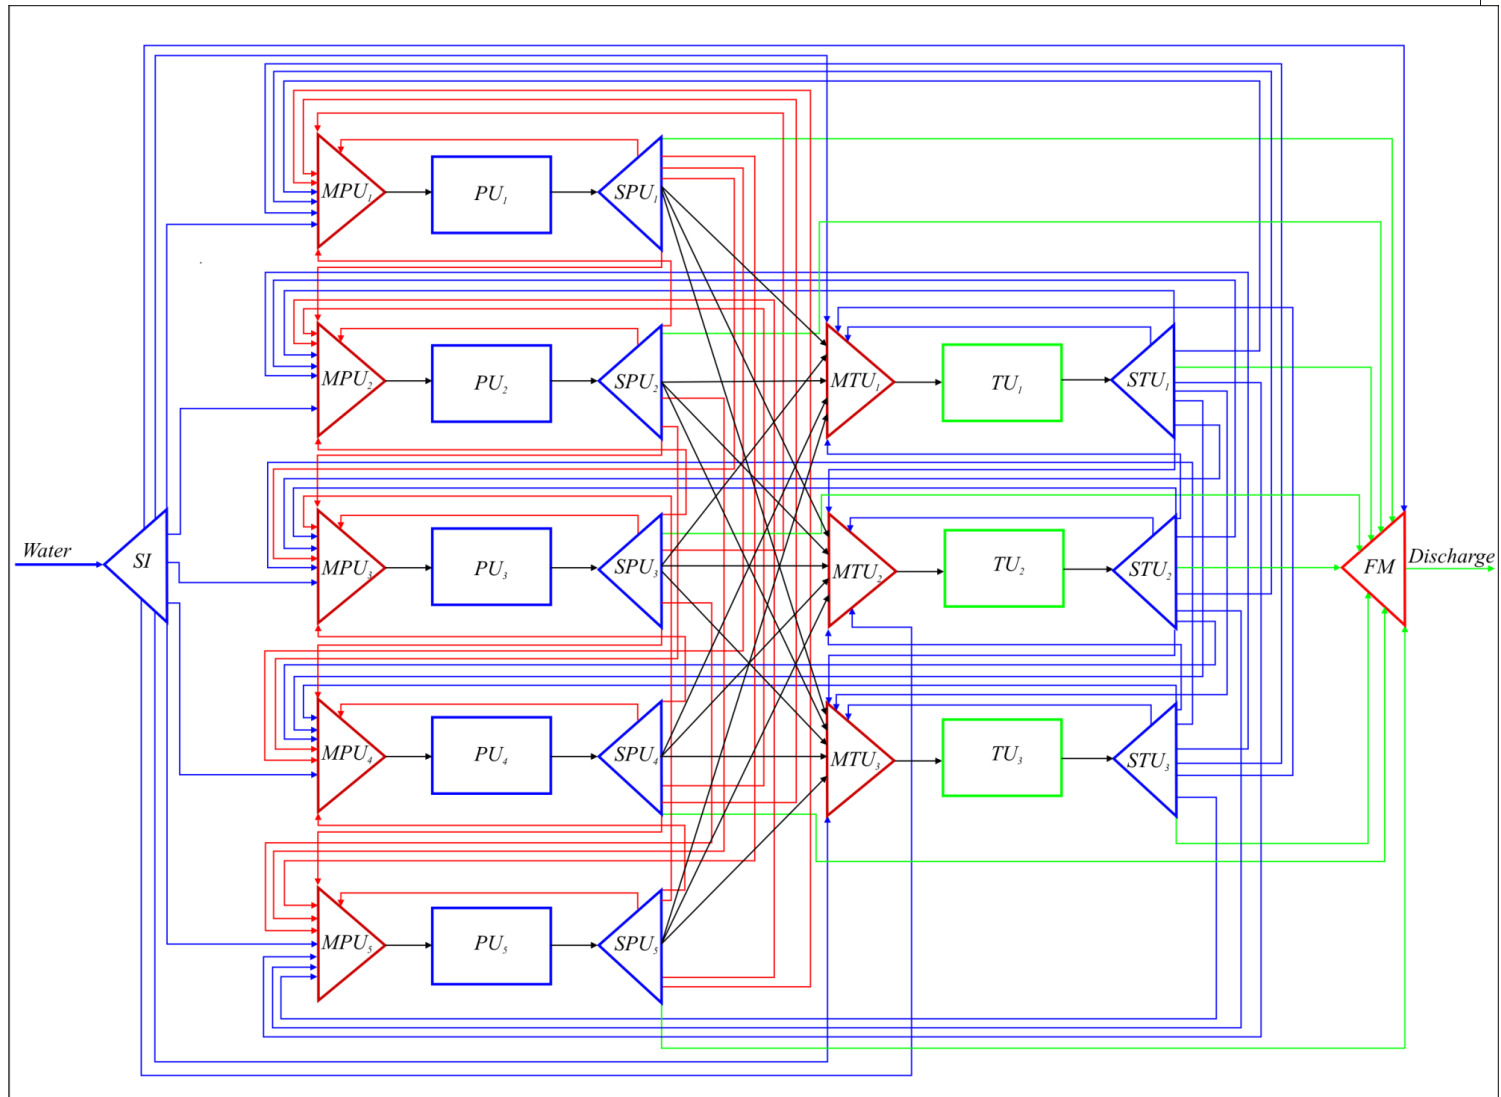 Water
SI
MPU1
PU1
SPU1
MPU2
PU2
SPU2
MPU3
PU3
SPU3
MPU4
PU4
SPU4
MPU5
PU5
SPU5
MTU1
TU1
STU1
MTU2
TU2
STU2
MTU3
TU3
STU3
FM
Discharge